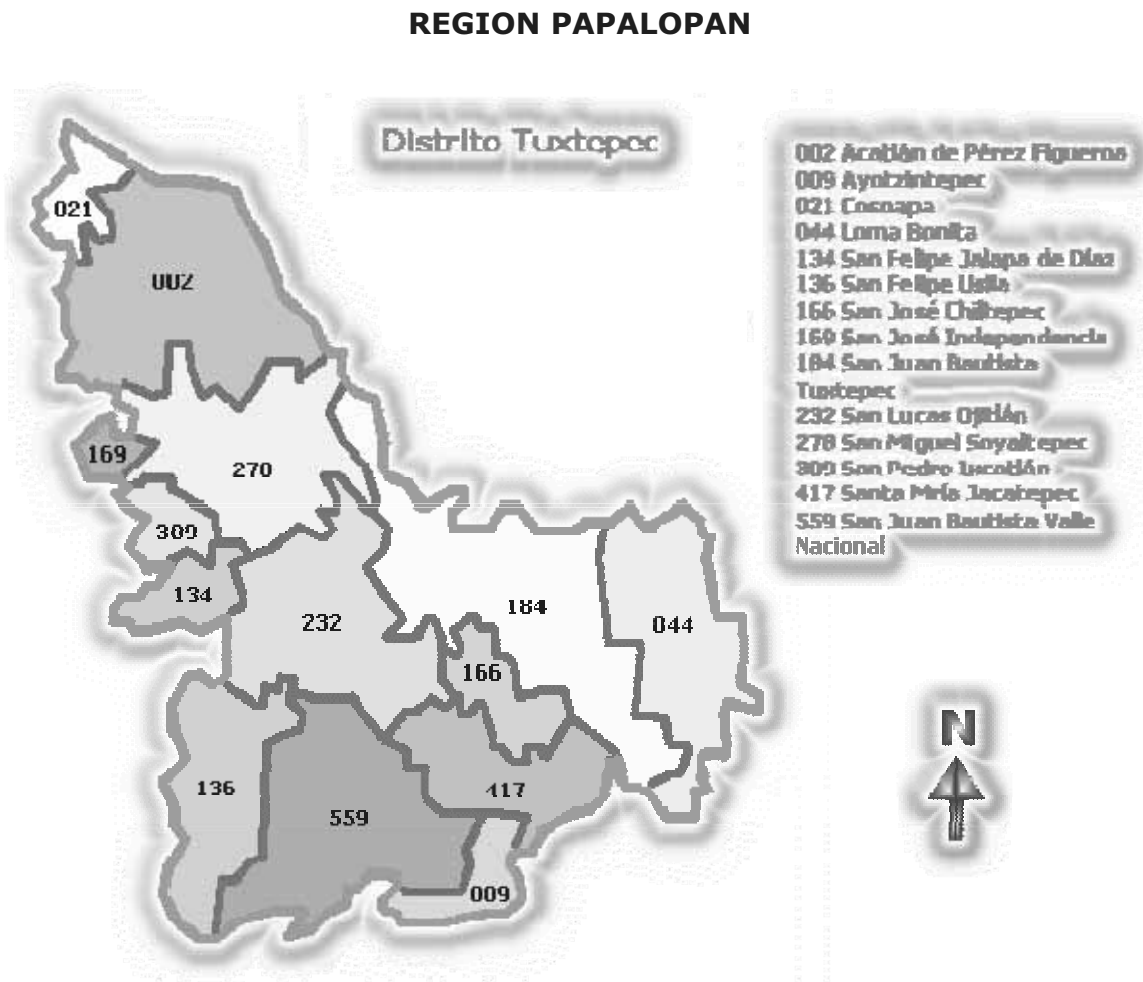 REGION PAPALOPAN
Distrito Tuxtepec
002 Acatlán de Pérez Figueroa
009 Ayotzintepec
021 Cosoapa
044 Loma Bonita
134 San Felipe Jalapa de Díaz
136 San Felipe Usila
166 San José Chiltepec
169 San José Independencia
184 San Juan Bautista
Tuxtepec
232 San Lucas Ojitlán
278 San Miguel Soyaltepec
309 San Pedro Ixcatlán
417 Santa Mría Jacatepec
559 San Juan Bautista Valle
Nacional
021
002
169
270
309
134
232
184
044
166
136
417
559
009
N